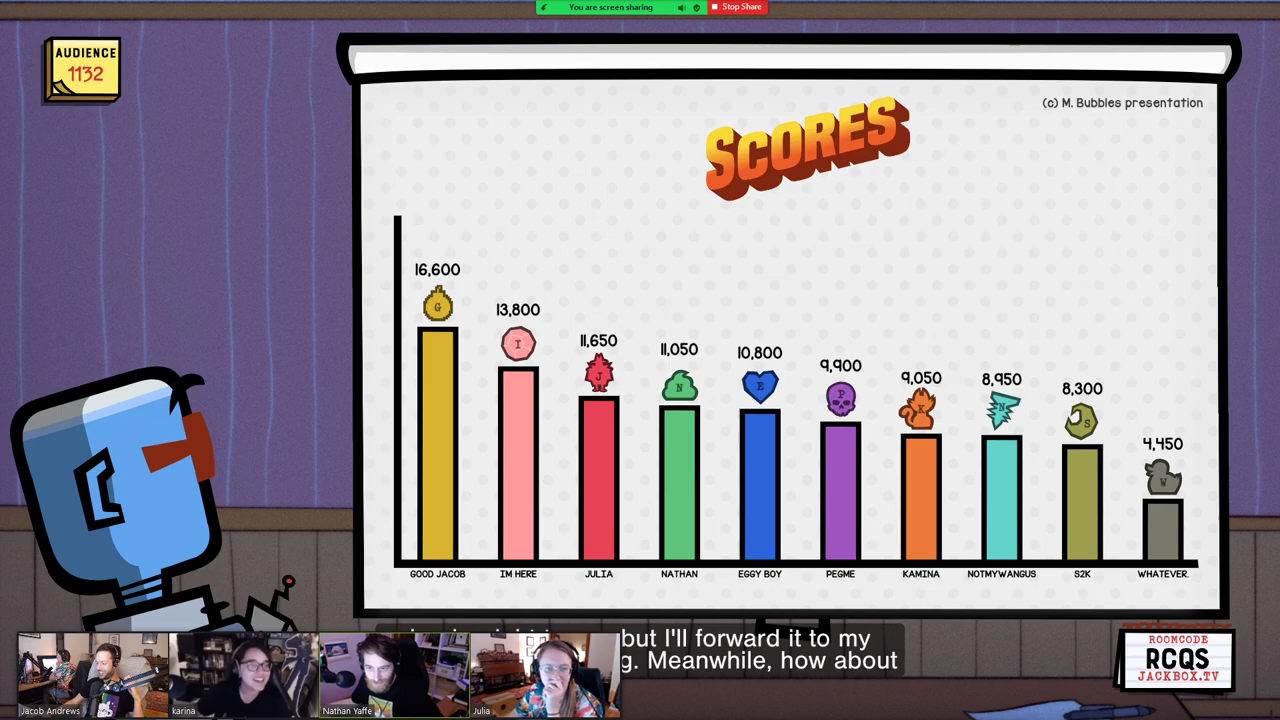 You are screen sharing
Stop Share
AUDIENCE
1132
(c) M. Bubbles presentation
SCORES
16,600
G
13,800
I
11,650
J
11,050
N
10,800
E
9,900
P
9,050
K
8,950
N
8,300
S
4,450
W
GOOD JACOB
IM HERE
JULIA
NATHAN
EGGY BOY
PEGME
KAMINA
NOTMYWANGUS
S2K
WHATEVER.
but I'll forward it to my
g. Meanwhile, how about
ROOMCODE
RCQS
JACKBOX.TV
Jacob Andrews
karina
Nathan Yaffe
Julia